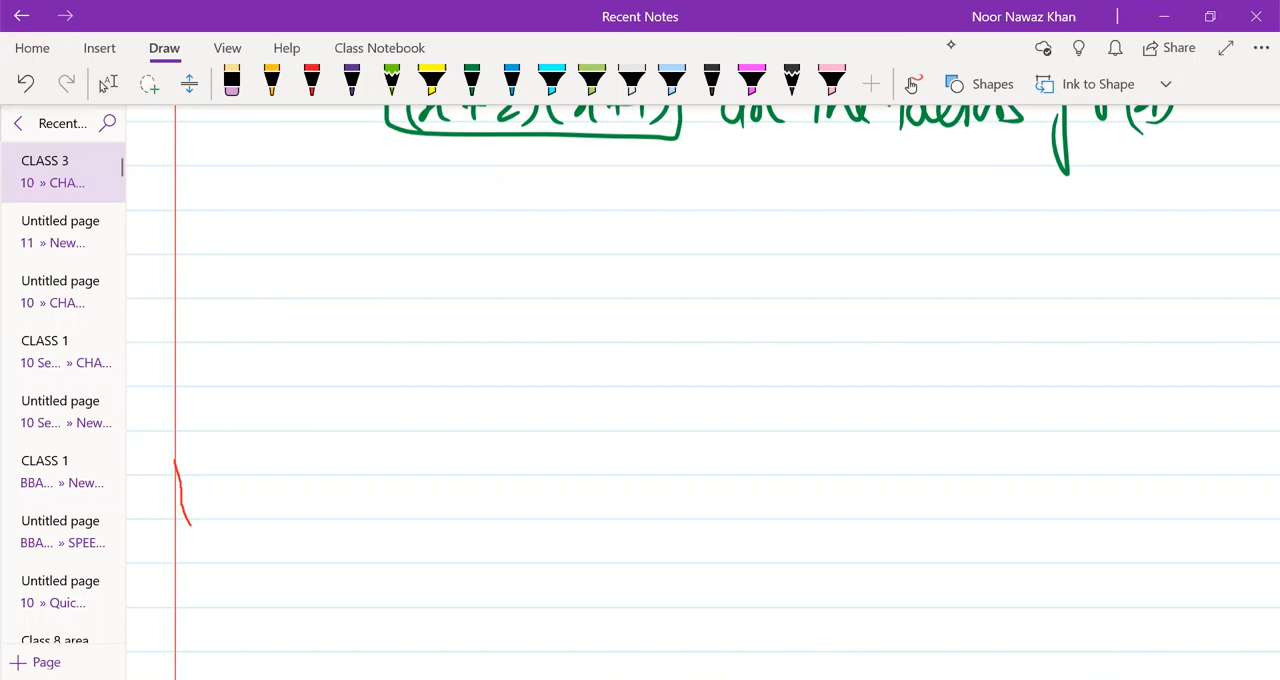 Recent Notes
Noor Nawaz Khan
Home Insert Draw View Help Class Notebook
Share
Shapes
Ink to Shape
Recent...
CLASS 3
10 » CHA...
Untitled page
11 » New...
Untitled page
10 » CHA...
CLASS 1
10 Se... » CHA...
Untitled page
10 Se... » New...
CLASS 1
BBA... » New...
Untitled page
BBA... » SPEE...
Untitled page
10 » Quic...
Class 8 area
Page
(x+2)(x+1) are the factors